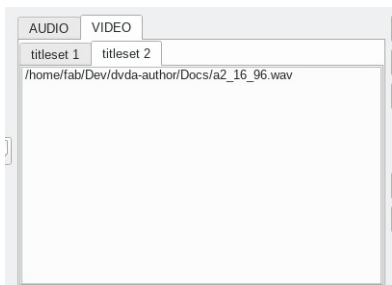 AUDIO VIDEO
titleset 1 titleset 2
/home/fab/Dev/dvda-author/Docs/a2_16_96.wav